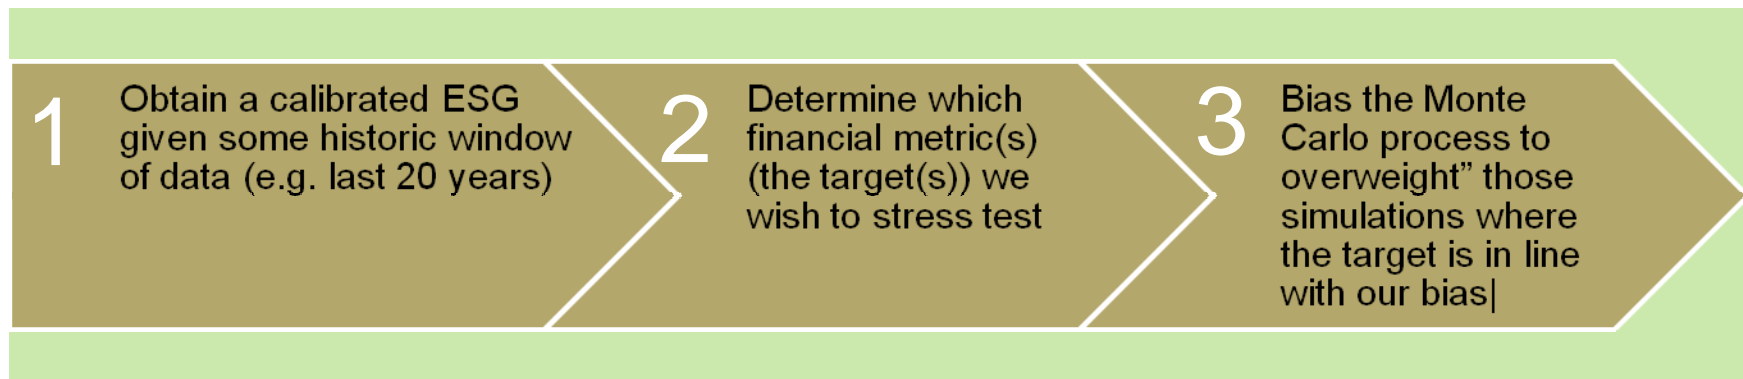 1
Obtain a calibrated ESG
given some historic window
of data (e.g. last 20 years)
2
Determine which
financial metric(s)
(the target(s)) we
wish to stress test
3
Bias the Monte
Carlo process to
overweight” those
simulations where
the target is in line
with our bias|